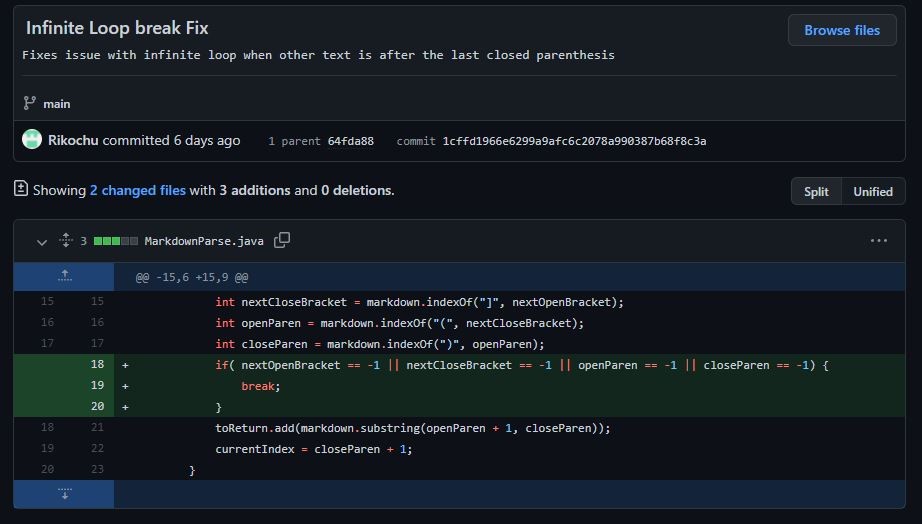 Infinite Loop break Fix
Browse files
Fixes issue with infinite loop when other text is after the last closed parenthesis
main
Rikochu committed 6 days ago 1 parent 64fda88 commit 1cffd1966e6299a9afc6c2078a990387b68f8c3a
Showing 2 changed files with 3 additions and 0 deletions.
Split Unified
3 MarkdownParse.java
@@ -15,6 +15,9 @@
15 15 int nextCloseBracket = markdown.indexOf("]", nextOpenBracket);
16 16 int openParen = markdown.indexOf("(", nextCloseBracket);
17 17 int closeParen = markdown.indexOf(")", openParen);
18 + if( nextOpenBracket == -1 || nextCloseBracket == -1 || openParen == -1 || closeParen == -1) {
19 + break;
20 + }
18 21 toReturn.add(markdown.substring(openParen + 1, closeParen));
19 22 currentIndex = closeParen + 1;
20 23 }